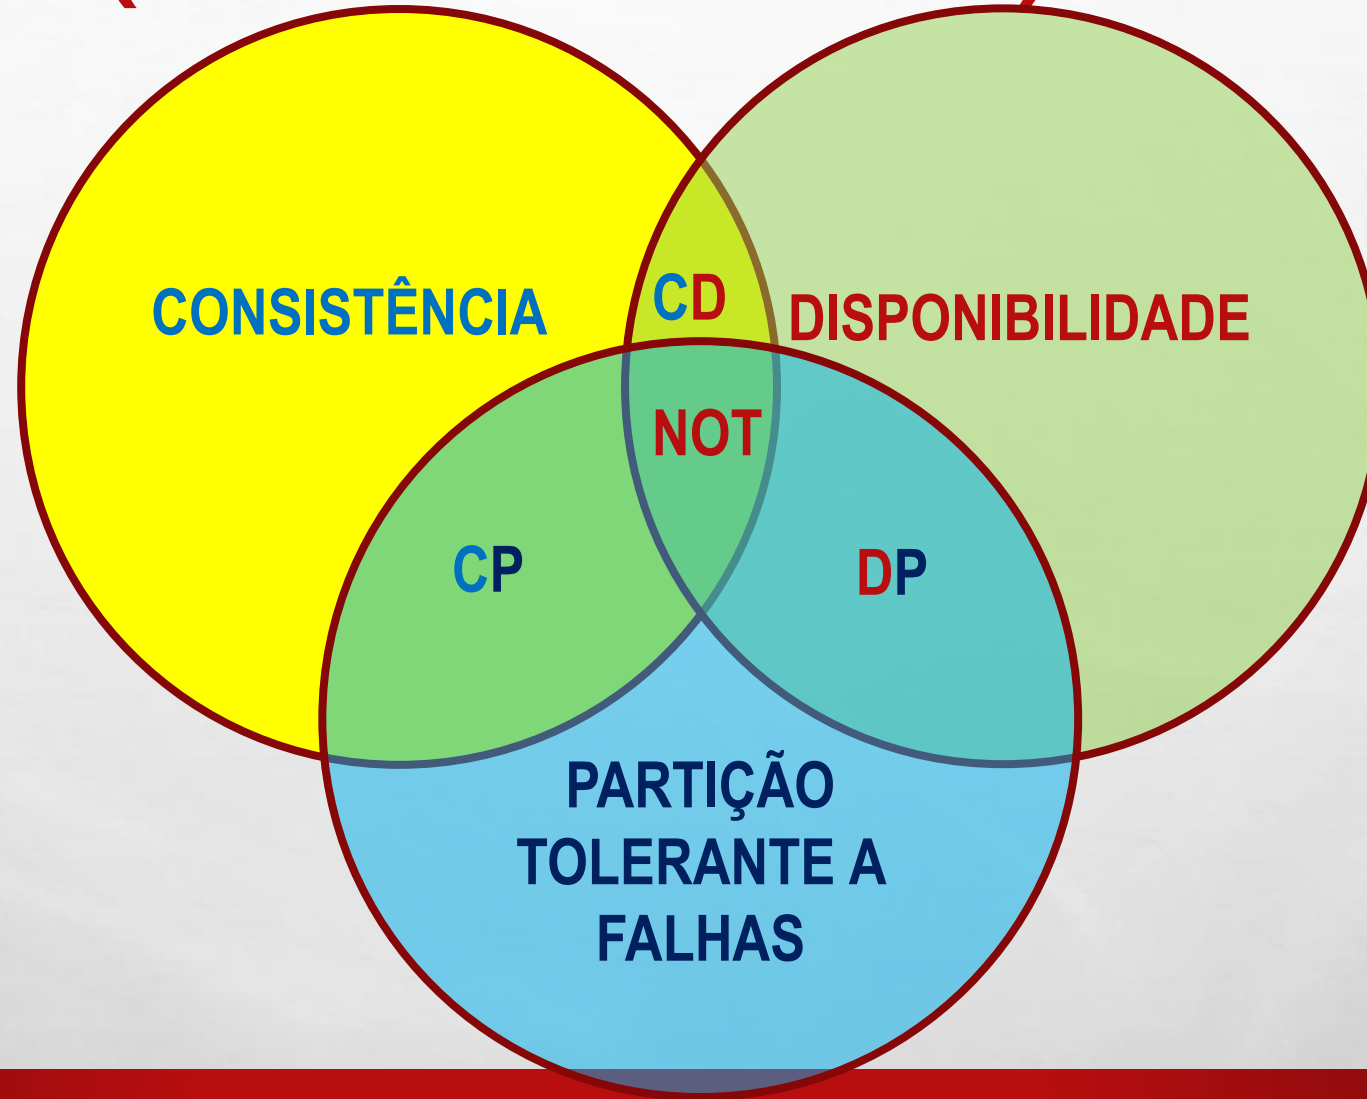 CONSISTÊNCIA
CD
DISPONIBILIDADE
NOT
CP
DP
PARTIÇÃO
TOLERANTE A
FALHAS